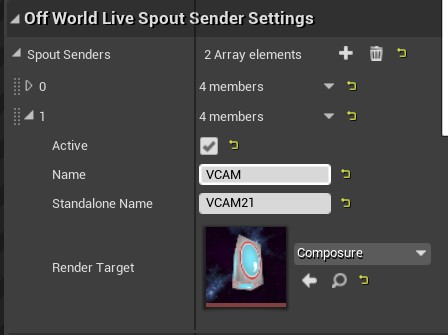 Off World Live Spout Sender Settings
Spout Senders 2 Array elements
0 4 members
1 4 members
Active
Name VCAM
Standalone Name VCAM21
Render Target Composure